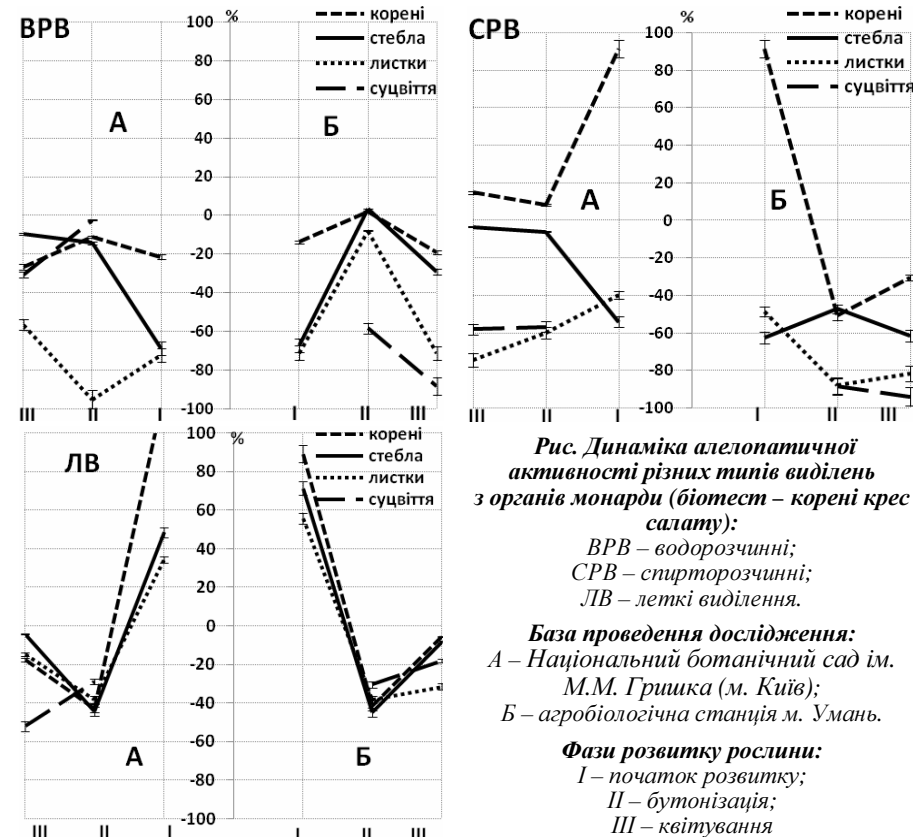 ВРВ
%
100
80
60
40
20
0
-20
-40
-60
-80
-100
корені
стебла
листки
суцвіття
А
Б
III
II
I
I
II
III
СРВ
%
100
80
60
40
20
0
-20
-40
-60
-80
-100
корені
стебла
листки
суцвіття
А
Б
III
II
I
I
II
III
ЛВ
%
100
80
60
40
20
0
-20
-40
-60
-80
-100
корені
стебла
листки
суцвіття
А
Б
III
II
I
I
II
III
Рис. Динаміка алелопатичної
активності різних типів виділень
з органів монарди (біотест – корені крес
салату):
ВРВ – водорозчинні;
СРВ – спирторозчинні;
ЛВ – леткі виділення.
База проведення дослідження:
А – Національний ботанічний сад ім.
М.М. Гришка (м. Київ);
Б – агробіологічна станція м. Умань.
Фази розвитку рослини:
I – початок розвитку;
II – бутонізація;
III – квітування